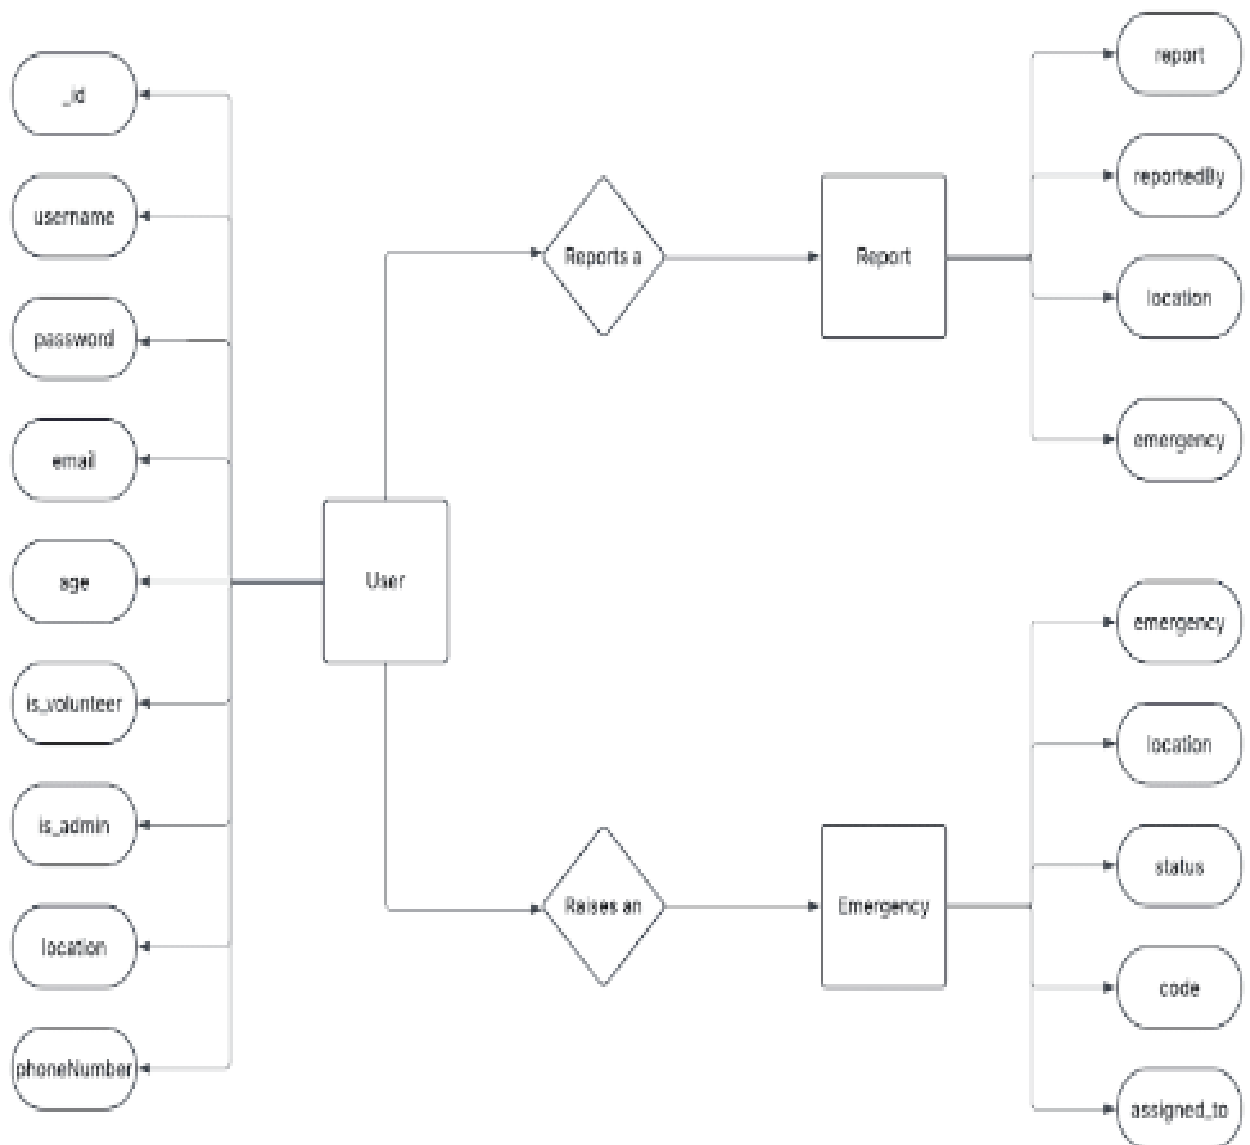 _id
username
password
email
age
is_volunteer
is_admin
location
phoneNumber
User
Reports a
Raises an
Report
Emergency
report
reportedBy
location
emergency
emergency
location
status
code
assigned_to